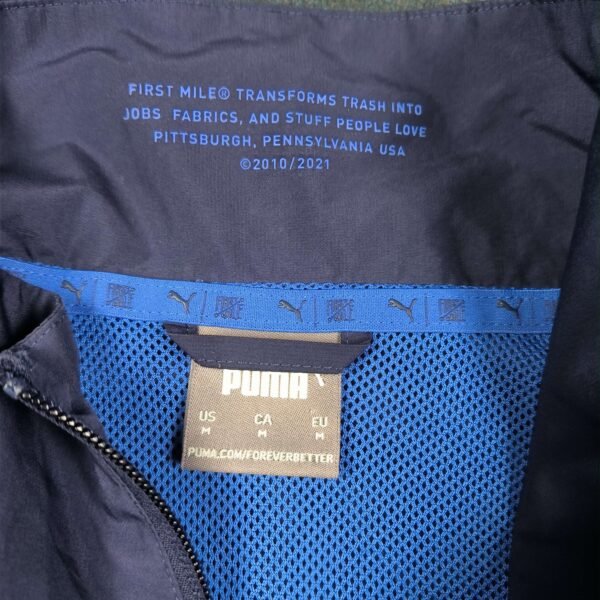 FIRST MILE® TRANSFORMS TRASH INTO
JOBS FABRICS, AND STUFF PEOPLE LOVE
PITTSBURGH, PENNSYLVANIA USA
©2010/2021
PUMA
US CA EU
M M M
PUMA.COM/FOREVERBETTER